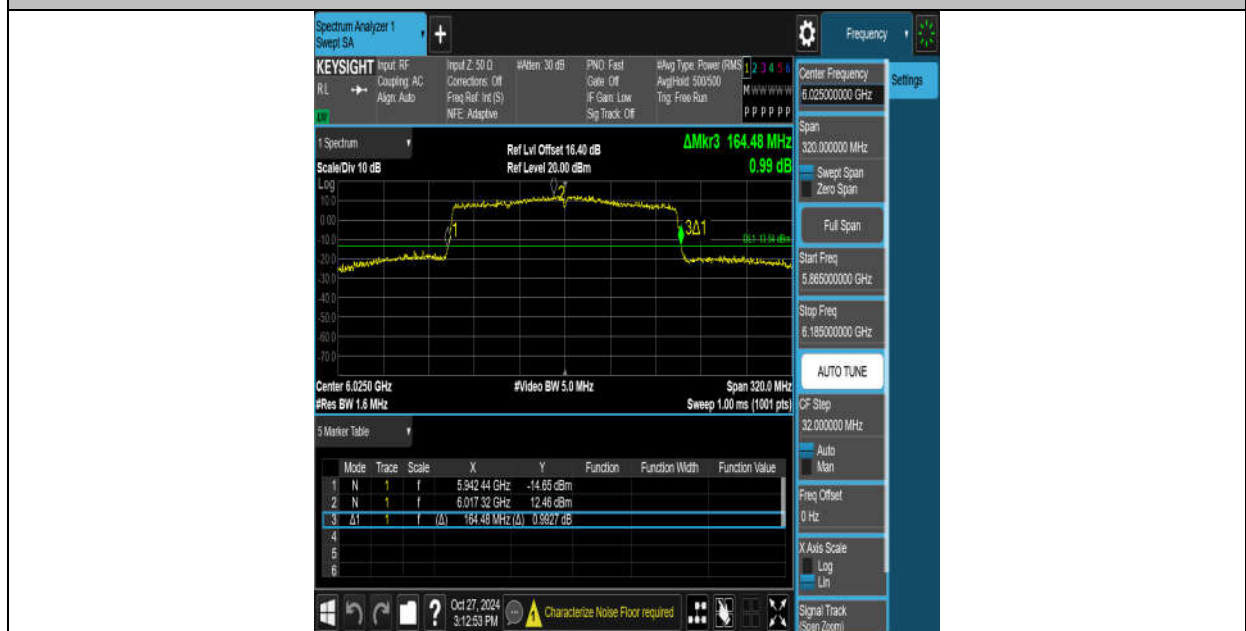 Spectrum Analyzer 1
Swept SA
+
Frequency
KEYSIGHT
RL
Input: RF
Coupling: AC
Align: Auto
Input Z: 50 Ω
Corrections: Off
Freq Ref: Int (S)
NFE: Adaptive
#Atten: 30 dB
PNO: Fast
Gate: Off
IF Gain: Low
Sig Track: Off
#Avg Type: Power (RMS
Avg|Hold: 500/500
Trig: Free Run
1 2 3 4 5 6
M W W W W W
P P P P P P
1 Spectrum
Scale/Div 10 dB
Ref Lvl Offset 16.40 dB
Ref Level 20.00 dBm
ΔMkr3 164.48 MHz
0.99 dB
Log
10.0
0.00
-10.0
-20.0
-30.0
-40.0
-50.0
-60.0
-70.0
1
2
3Δ1
DL1 -13.54 dBm
Center 6.0250 GHz
#Video BW 5.0 MHz
Span 320.0 MHz
#Res BW 1.6 MHz
Sweep 1.00 ms (1001 pts)
5 Marker Table
Mode Trace Scale X Y Function Function Width Function Value
1 N 1 f 5.942 44 GHz -14.65 dBm
2 N 1 f 6.017 32 GHz 12.46 dBm
3 Δ1 1 f (Δ) 164.48 MHz (Δ) 0.9927 dB
4
5
6
? Oct 27, 2024
3:12:53 PM
Characterize Noise Floor required
Center Frequency
6.025000000 GHz
Settings
Span
320.000000 MHz
Swept Span
Zero Span
Full Span
Start Freq
5.865000000 GHz
Stop Freq
6.185000000 GHz
AUTO TUNE
CF Step
32.000000 MHz
Auto
Man
Freq Offset
0 Hz
X Axis Scale
Log
Lin
Signal Track
(Span Zoom)